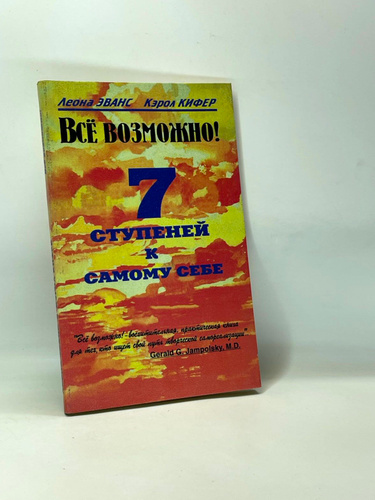 Леона ЭВАНС Кэрол КИФЕР
ВСЁ ВОЗМОЖНО!
7
СТУПЕНЕЙ
К
САМОМУ СЕБЕ
"Всё возможно! -восхитительная, практическая книга
для тех, кто ищет свой путь творческой самореализации"
Gerald G. Jampolsky, M.D.